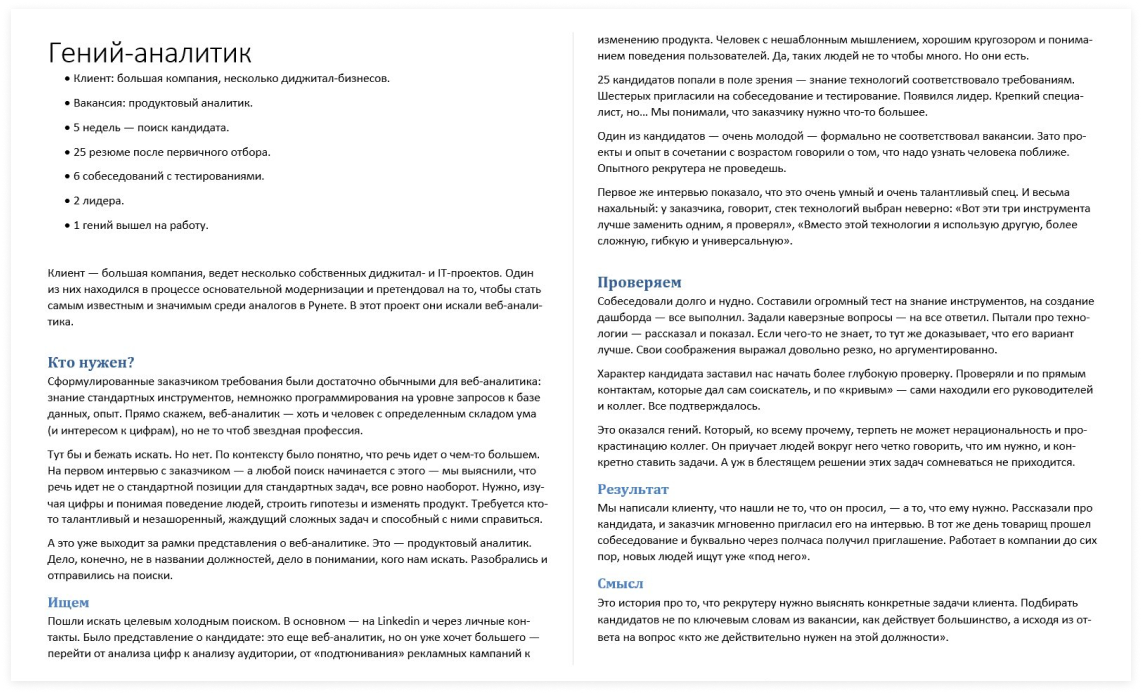 Гений-аналитик
• Клиент: большая компания, несколько диджитал-бизнесов.
• Вакансия: продуктовый аналитик.
• 5 недель — поиск кандидата.
• 25 резюме после первичного отбора.
• 6 собеседований с тестированиями.
• 2 лидера.
• 1 гений вышел на работу.
Клиент — большая компания, ведет несколько собственных диджитал- и IT-проектов. Один
из них находился в процессе основательной модернизации и претендовал на то, чтобы стать
самым известным и значимым среди аналогов в Рунете. В этот проект они искали веб-анали-
тика.
Кто нужен?
Сформулированные заказчиком требования были достаточно обычными для веб-аналитика:
знание стандартных инструментов, немножко программирования на уровне запросов к базе
данных, опыт. Прямо скажем, веб-аналитик — хоть и человек с определенным складом ума
(и интересом к цифрам), но не то чтоб звездная профессия.
Тут бы и бежать искать. Но нет. По контексту было понятно, что речь идет о чем-то большем.
На первом интервью с заказчиком — а любой поиск начинается с этого — мы выяснили, что
речь идет не о стандартной позиции для стандартных задач, все ровно наоборот. Нужно, изу-
чая цифры и понимая поведение людей, строить гипотезы и изменять продукт. Требуется кто-
то талантливый и незашоренный, жаждущий сложных задач и способный с ними справиться.
А это уже выходит за рамки представления о веб-аналитике. Это — продуктовый аналитик.
Дело, конечно, не в названии должностей, дело в понимании, кого нам искать. Разобрались и
отправились на поиски.
Ищем
Пошли искать целевым холодным поиском. В основном — на Linkedin и через личные кон-
такты. Было представление о кандидате: это еще веб-аналитик, но он уже хочет большего —
перейти от анализа цифр к анализу аудитории, от «подтюнивания» рекламных кампаний к
изменению продукта. Человек с нешаблонным мышлением, хорошим кругозором и понима-
нием поведения пользователей. Да, таких людей не то чтобы много. Но они есть.
25 кандидатов попали в поле зрения — знание технологий соответствовало требованиям.
Шестерых пригласили на собеседование и тестирование. Появился лидер. Крепкий специа-
лист, но… Мы понимали, что заказчику нужно что-то большее.
Один из кандидатов — очень молодой — формально не соответствовал вакансии. Зато про-
екты и опыт в сочетании с возрастом говорили о том, что надо узнать человека поближе.
Опытного рекрутера не проведешь.
Первое же интервью показало, что это очень умный и очень талантливый спец. И весьма
нахальный: у заказчика, говорит, стек технологий выбран неверно: «Вот эти три инструмента
лучше заменить одним, я проверял», «Вместо этой технологии я использую другую, более
сложную, гибкую и универсальную».
Проверяем
Собеседовали долго и нудно. Составили огромный тест на знание инструментов, на создание
дашборда — все выполнил. Задали каверзные вопросы — на все ответил. Пытали про техно-
логии — рассказал и показал. Если чего-то не знает, то тут же доказывает, что его вариант
лучше. Свои соображения выражал довольно резко, но аргументированно.
Характер кандидата заставил нас начать более глубокую проверку. Проверяли и по прямым
контактам, которые дал сам соискатель, и по «кривым» — сами находили его руководителей
и коллег. Все подтверждалось.
Это оказался гений. Который, ко всему прочему, терпеть не может нерациональность и про-
крастинацию коллег. Он приучает людей вокруг него четко говорить, что им нужно, и кон-
кретно ставить задачи. А уж в блестящем решении этих задач сомневаться не приходится.
Результат
Мы написали клиенту, что нашли не то, что он просил, — а то, что ему нужно. Рассказали про
кандидата, и заказчик мгновенно пригласил его на интервью. В тот же день товарищ прошел
собеседование и буквально через полчаса получил приглашение. Работает в компании до сих
пор, новых людей ищут уже «под него».
Смысл
Это история про то, что рекрутеру нужно выяснять конкретные задачи клиента. Подбирать
кандидатов не по ключевым словам из вакансии, как действует большинство, а исходя из от-
вета на вопрос «кто же действительно нужен на этой должности».